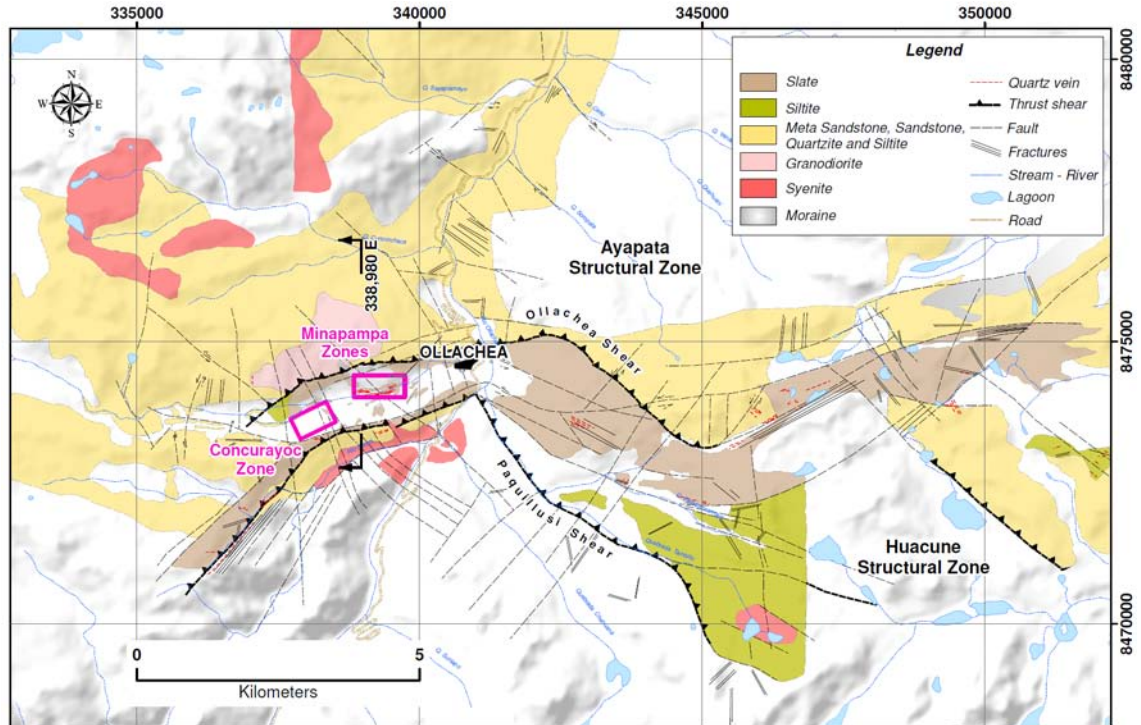 335000
340000
345000
350000
8480000
8475000
8470000
N
W E
S
Legend
Slate
Siltite
Meta Sandstone, Sandstone,
Quartzite and Siltite
Granodiorite
Syenite
Moraine
Quartz vein
Thrust shear
Fault
Fractures
Stream - River
Lagoon
Road
Ayapata
Structural Zone
338,980 E
Minapampa
Zones
OLLACHEA
Ollachea Shear
Concurayoc
Zone
Paquillusi Shear
Huacune
Structural Zone
0 5
Kilometers